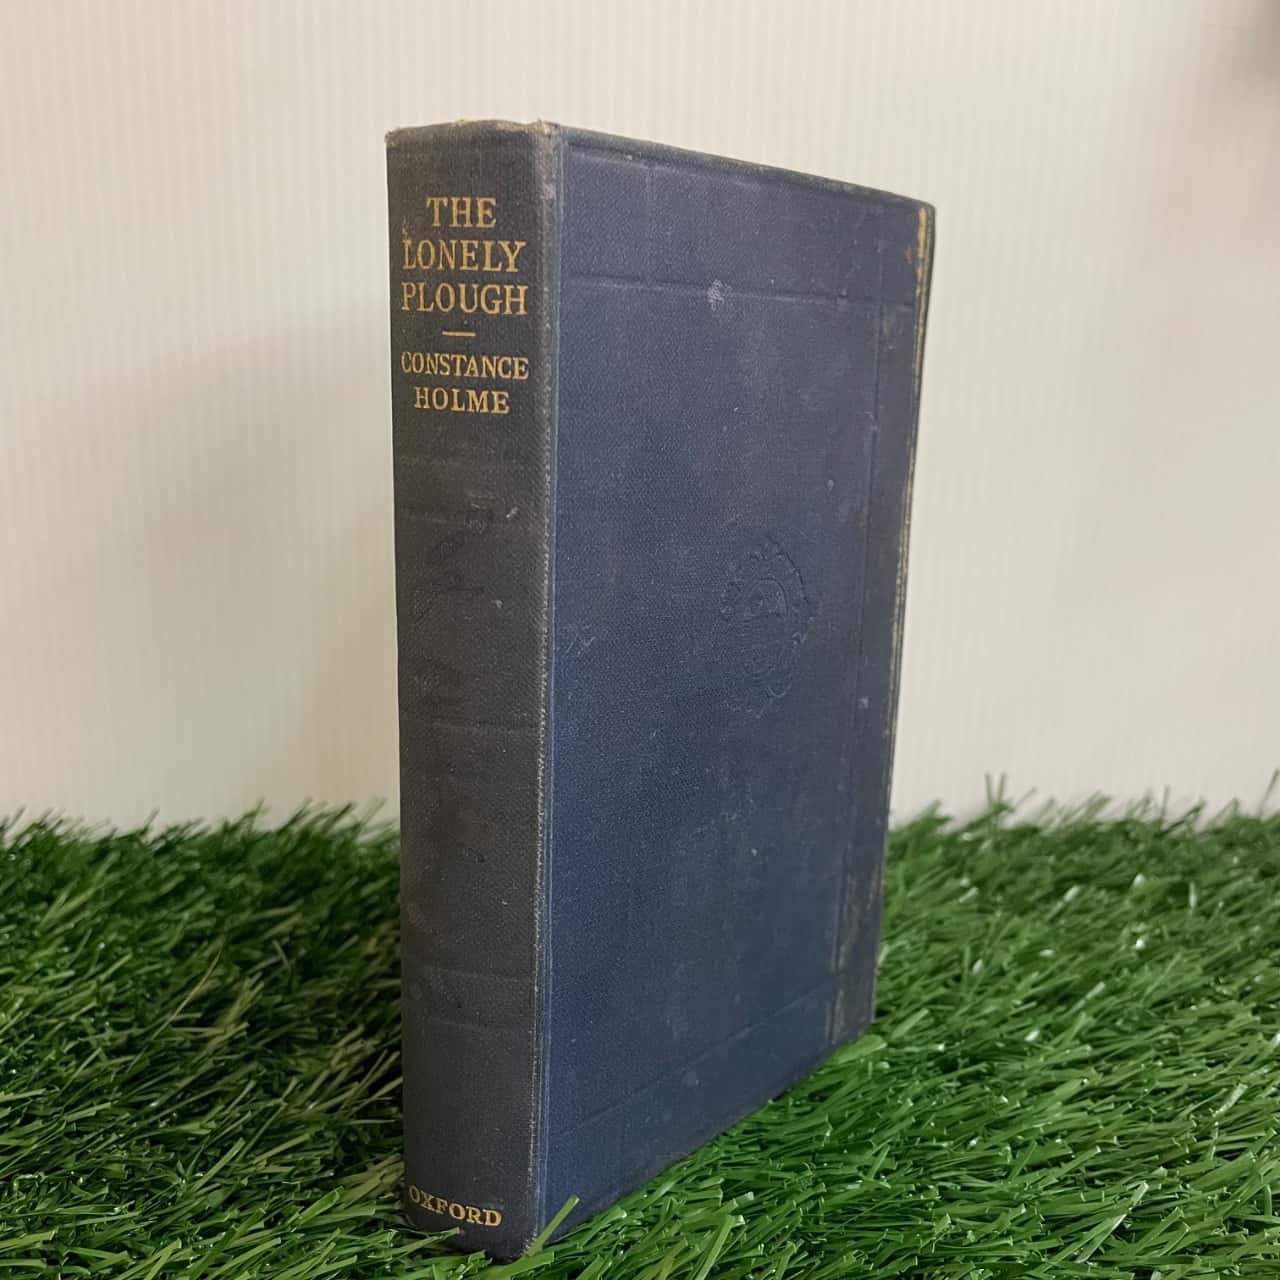 THE
LONELY
PLOUGH
—
CONSTANCE
HOLME
OXFORD